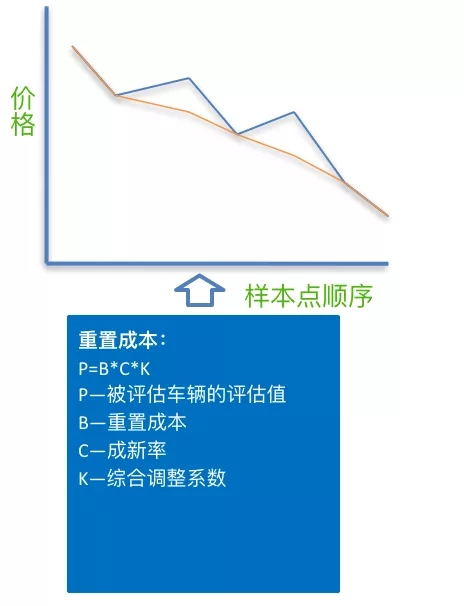 价
格
样本点顺序
重置成本：
P=B*C*K
P—被评估车辆的评估值
B—重置成本
C—成新率
K—综合调整系数